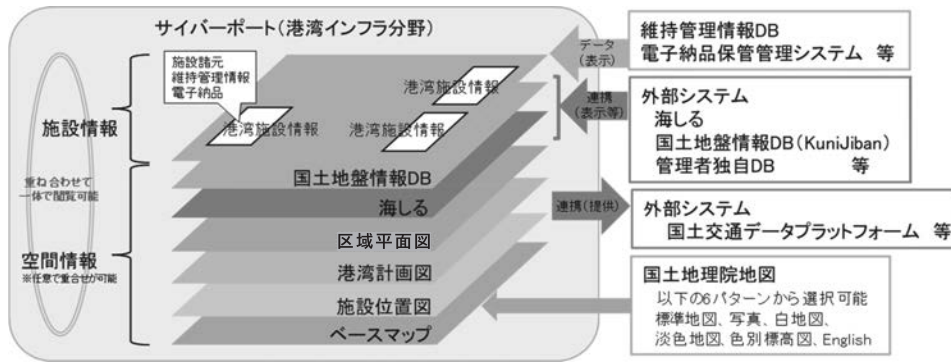 サイバーポート(港湾インフラ分野)
施設諸元
維持管理情報
電子納品
港湾施設情報
港湾施設情報
港湾施設情報
施設情報
重ね合わせて
一体で閲覧可能
空間情報
※任意で重合せが可能
国土地盤情報DB
海しる
区域平面図
港湾計画図
施設位置図
ベースマップ
データ
(表示)
維持管理情報DB
電子納品保管管理システム 等
連携
(表示等)
外部システム
海しる
国土地盤情報DB(KuniJiban)
管理者独自DB 等
連携(提供)
外部システム
国土交通データプラットフォーム 等
国土地理院地図
以下の6パターンから選択可能
標準地図、写真、白地図、
淡色地図、色別標高図、English